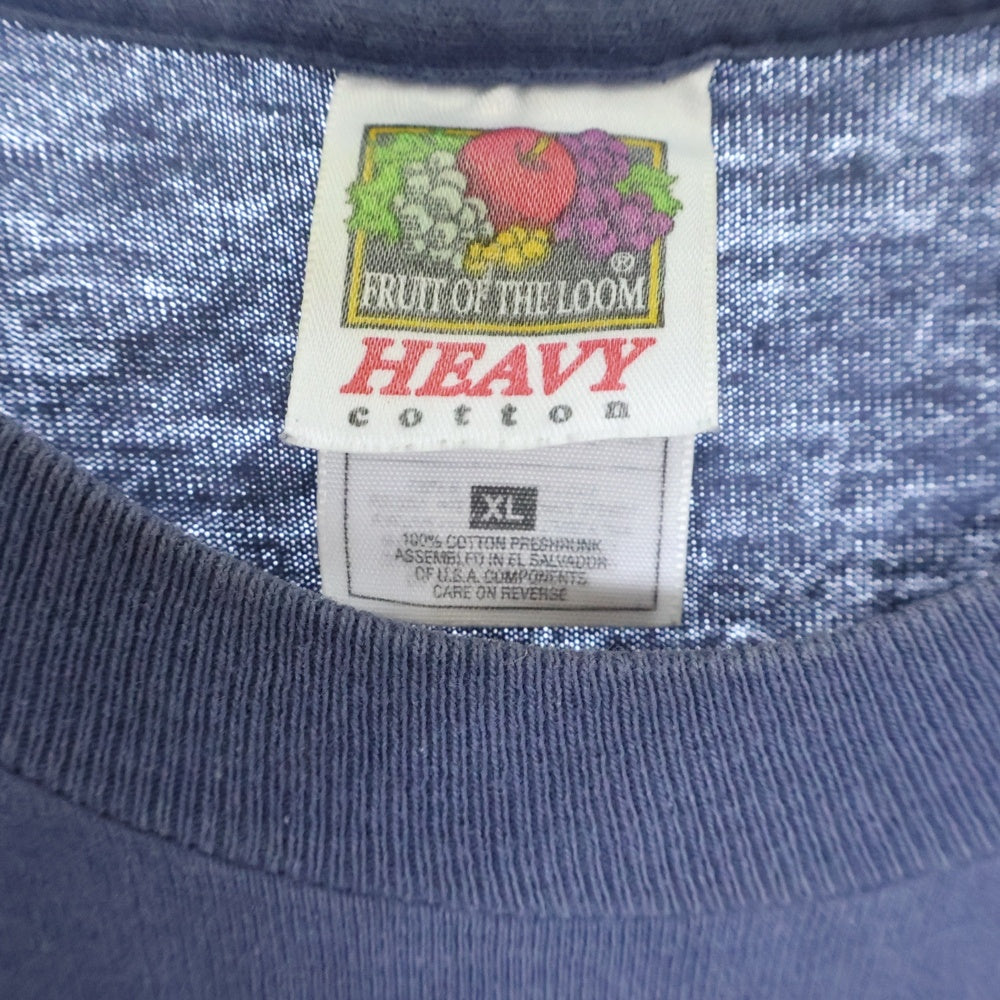 FRUIT OF THE LOOM ®
HEAVY
cotton
XL
100% COTTON PRESHRUNK
ASSEMBLED IN EL SALVADOR
OF U.S.A. COMPONENTS
CARE ON REVERSE